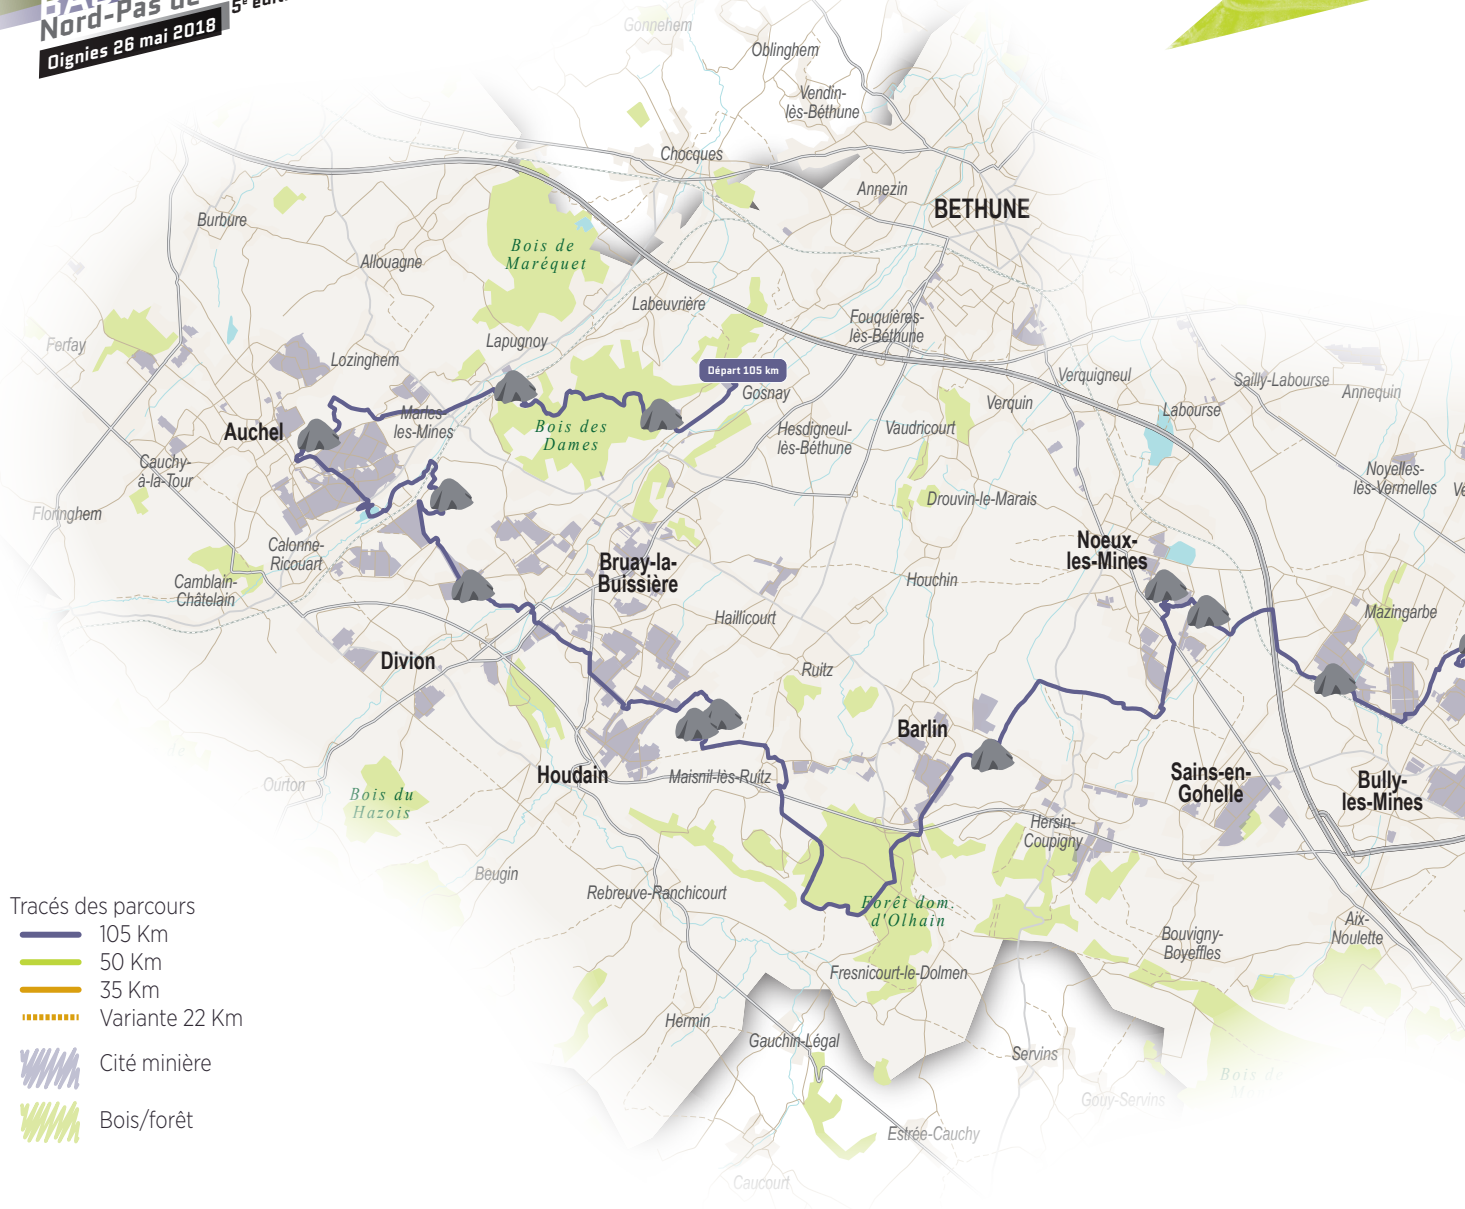 Nord-Pas de
5e
Oignies 26 mai 2018
Gonnehem
Oblinghem
Vendin-
lès-Béthune
Chocques
Annezin
BETHUNE
Burbure
Allouagne
Bois de
Maréquet
Labeuvrière
Fouquières-
lès-Béthune
Ferfay
Lozinghem
Lapugnoy
Départ 105 km
Gosnay
Verquigneul
Sailly-Labourse
Annequin
Verquin
Labourse
Auchel
Marles-
les-Mines
Bois des
Dames
Hesdigneul-
lès-Béthune
Vaudricourt
Cauchy-
à-la-Tour
Noyelles-
lès-Vermelles
Drouvin-le-Marais
Floringhem
Calonne-
Ricouart
Noeux-
les-Mines
Bruay-la-
Buissière
Houchin
Camblain-
Châtelain
Haillicourt
Mazingarbe
Divion
Ruitz
Barlin
Houdain
Maisnil-lès-Ruitz
Sains-en-
Gohelle
Bully-
les-Mines
Ourton
Bois du
Hazois
Hersin-
Coupigny
Beugin
Rebreuve-Ranchicourt
Forêt dom.
d'Olhain
Aix-
Noulette
Bouvigny-
Boyeffles
Fresnicourt-le-Dolmen
Hermin
Gauchin-Légal
Servins
Bois de
Gouy-Servins
Estrée-Cauchy
Caucourt
Tracés des parcours
105 Km
50 Km
35 Km
Variante 22 Km
Cité minière
Bois/forêt